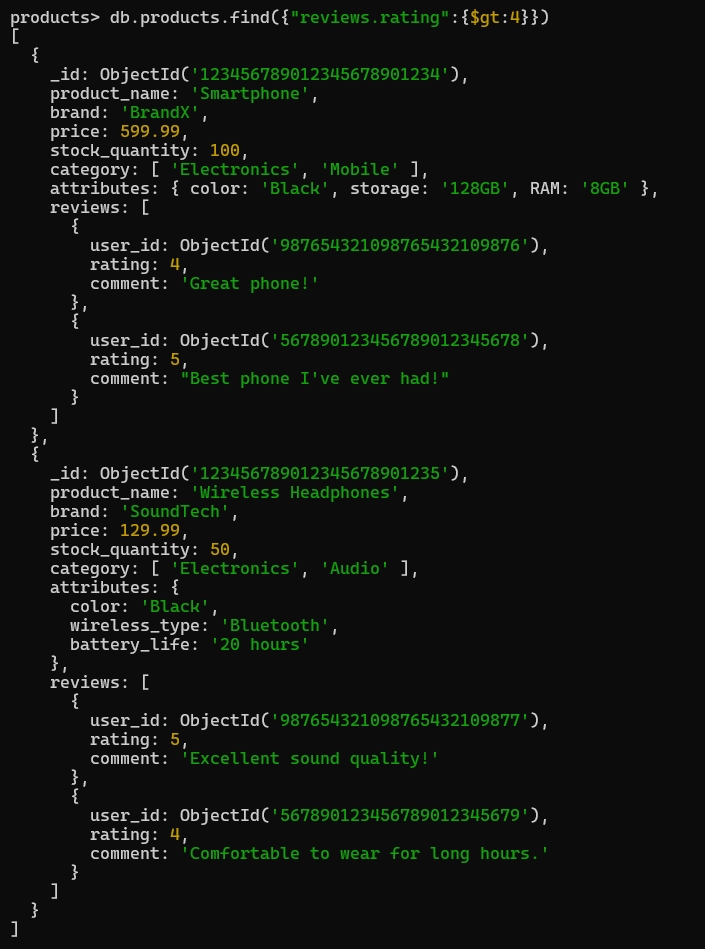 products> db.products.find({"reviews.rating":{$gt:4}})
[
  {
    _id: ObjectId('123456789012345678901234'),
    product_name: 'Smartphone',
    brand: 'BrandX',
    price: 599.99,
    stock_quantity: 100,
    category: [ 'Electronics', 'Mobile' ],
    attributes: { color: 'Black', storage: '128GB', RAM: '8GB' },
    reviews: [
      {
        user_id: ObjectId('987654321098765432109876'),
        rating: 4,
        comment: 'Great phone!'
      },
      {
        user_id: ObjectId('567890123456789012345678'),
        rating: 5,
        comment: "Best phone I've ever had!"
      }
    ]
  },
  {
    _id: ObjectId('123456789012345678901235'),
    product_name: 'Wireless Headphones',
    brand: 'SoundTech',
    price: 129.99,
    stock_quantity: 50,
    category: [ 'Electronics', 'Audio' ],
    attributes: {
      color: 'Black',
      wireless_type: 'Bluetooth',
      battery_life: '20 hours'
    },
    reviews: [
      {
        user_id: ObjectId('987654321098765432109877'),
        rating: 5,
        comment: 'Excellent sound quality!'
      },
      {
        user_id: ObjectId('567890123456789012345679'),
        rating: 4,
        comment: 'Comfortable to wear for long hours.'
      }
    ]
  }
]